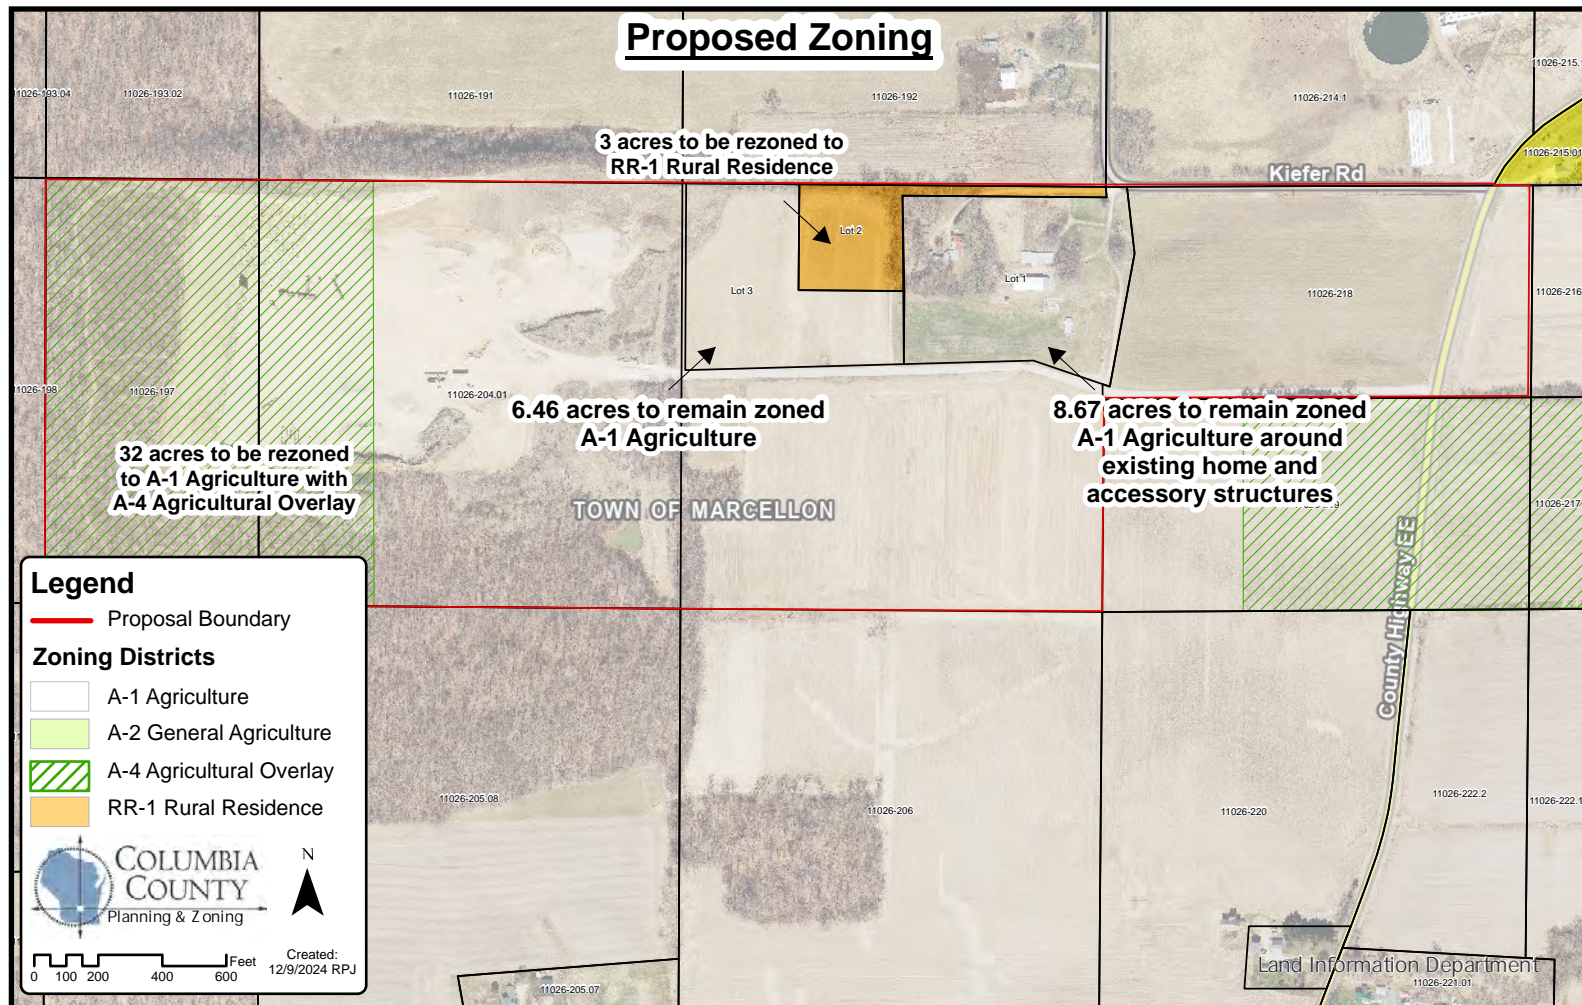 Proposed Zoning
11026-193.04
11026-193.02
11026-191
11026-192
11026-214.1
11026-215.
11026-215.01
3 acres to be rezoned to
RR-1 Rural Residence
Kiefer Rd
Lot 2
Lot 3
Lot 1
11026-218
11026-216
11026-198
11026-197
11026-204.01
6.46 acres to remain zoned
A-1 Agriculture
8.67 acres to remain zoned
A-1 Agriculture around
existing home and
accessory structures
32 acres to be rezoned
to A-1 Agriculture with
A-4 Agricultural Overlay
TOWN OF MARCELLON
11026-217
County Highway EE
Legend
Proposal Boundary
Zoning Districts
A-1 Agriculture
A-2 General Agriculture
A-4 Agricultural Overlay
RR-1 Rural Residence
COLUMBIA
COUNTY
Planning & Zoning
N
Feet
0 100 200 400 600
Created:
12/9/2024 RPJ
11026-205.08
11026-206
11026-220
11026-222.2
11026-222.1
11026-205.07
Land Information Department
11026-221.01